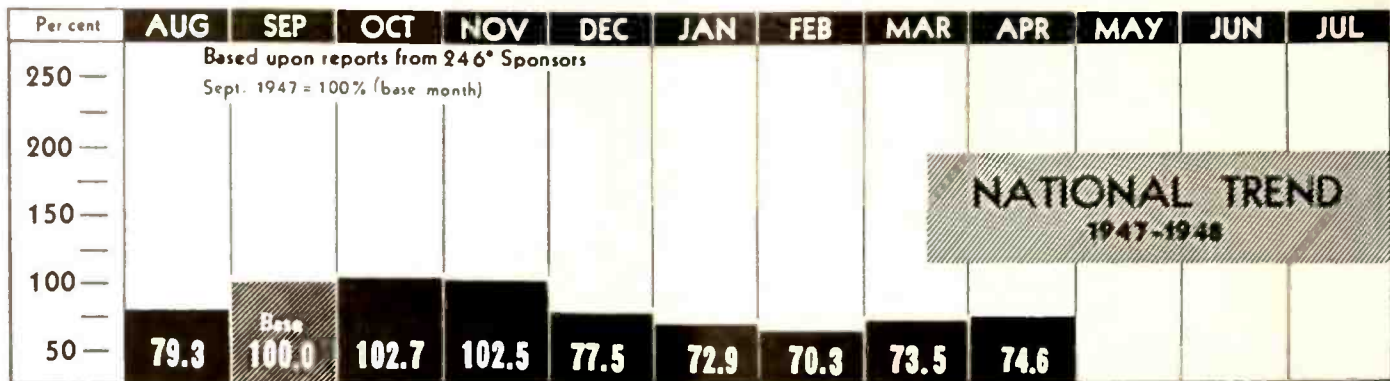 Per cent AUG SEP OCT NOV DEC JAN FEB MAR APR MAY JUN JUL
Based upon reports from 246* Sponsors
250
Sept. 1947 = 100% (base month)
200
NATIONAL TREND
150
1947-1948
100
Base
50 79.3 100.0 102.7 102.5 77.5 72.9 70.3 73.5 74.6